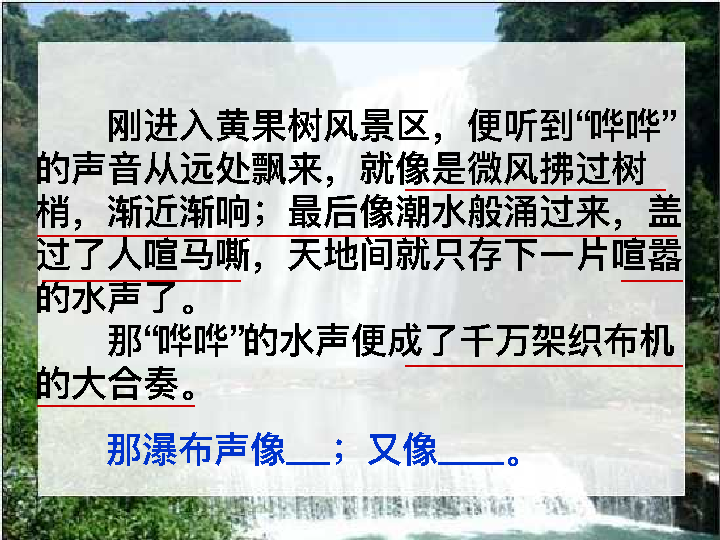 刚进入黄果树风景区，便听到“哗哗”
的声音从远处飘来，就像是微风拂过树
梢，渐近渐响；最后像潮水般涌过来，盖
过了人喧马嘶，天地间就只存下一片喧嚣
的水声了。
那“哗哗”的水声便成了千万架织布机
的大合奏。
那瀑布声像__；又像____。